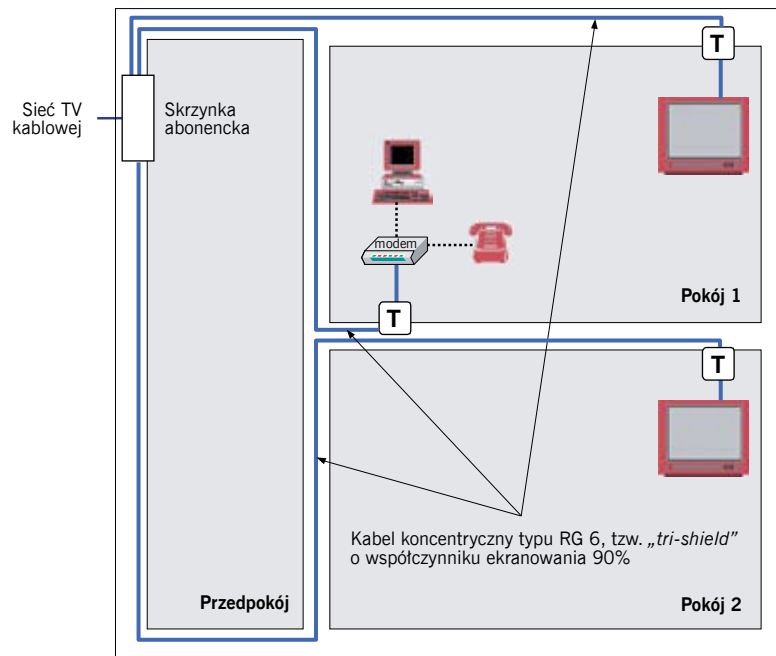 T
Sieć TV
kablowej
Skrzynka
abonencka
modem
Pokój 1
T
T
Kabel koncentryczny typu RG 6, tzw. „tri-shield”
o współczynniku ekranowania 90%
Przedpokój
Pokój 2